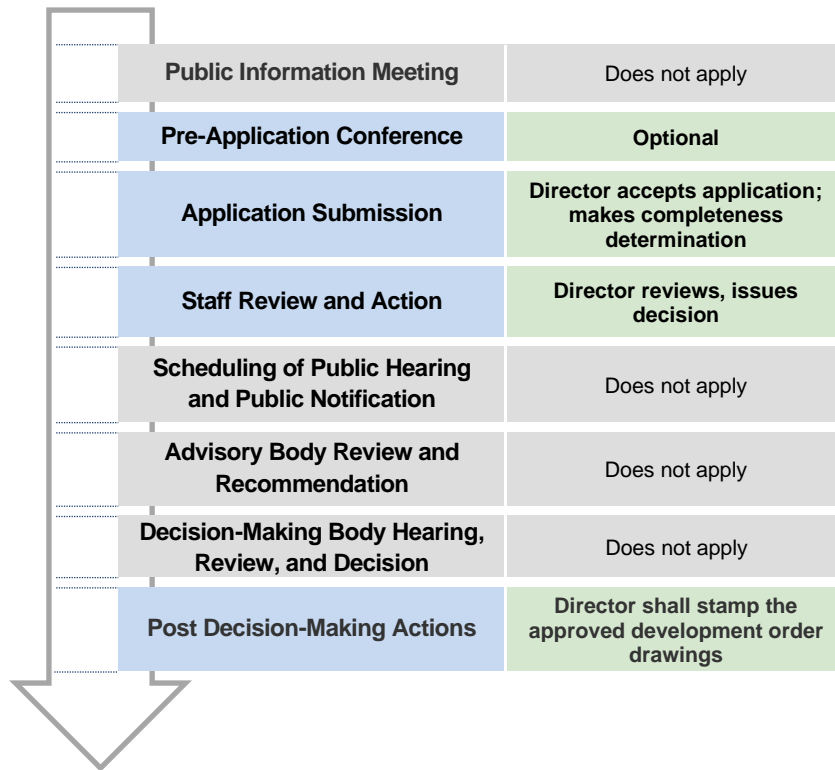 Public Information Meeting
Does not apply
Pre-Application Conference
Optional
Application Submission
Director accepts application;
makes completeness
determination
Staff Review and Action
Director reviews, issues
decision
Scheduling of Public Hearing
and Public Notification
Does not apply
Advisory Body Review and
Recommendation
Does not apply
Decision-Making Body Hearing,
Review, and Decision
Does not apply
Post Decision-Making Actions
Director shall stamp the
approved development order
drawings